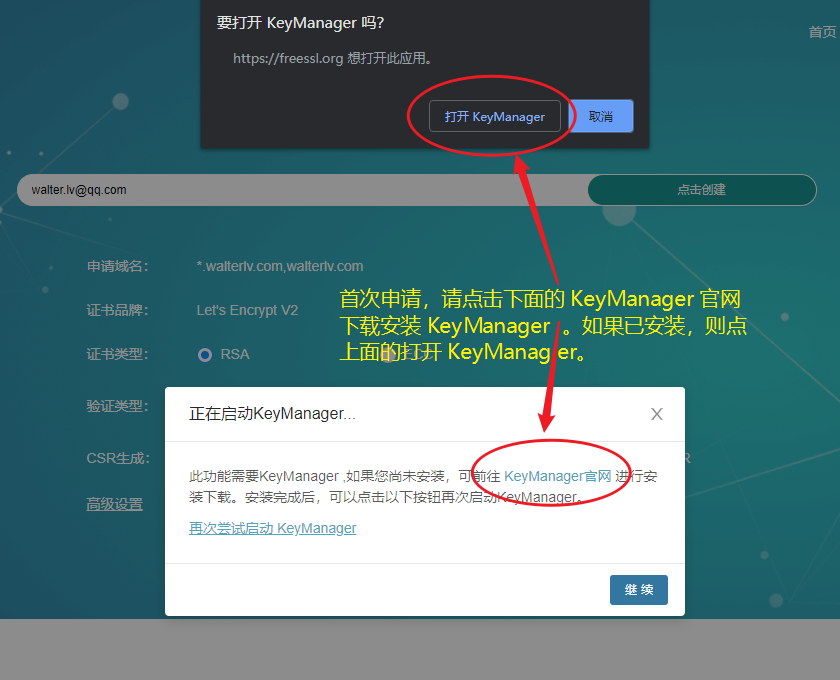 要打开 KeyManager 吗?
首页
https://freessl.org 想打开此应用。
打开 KeyManager
取消
walter.lv@qq.com
点击创建
申请域名：
*.walterlv.com,walterlv.com
证书品牌：
Let's Encrypt V2
首次申请，请点击下面的 KeyManager 官网
下载安装 KeyManager 。如果已安装，则点
上面的打开 KeyManager。
证书类型：
RSA
验证类型：
正在启动KeyManager...
CSR生成：
R
此功能需要KeyManager ,如果您尚未安装，可前往 KeyManager官网 进行安
装下载。安装完成后，可以点击以下按钮再次启动KeyManager。
高级设置
再次尝试启动 KeyManager
继 续